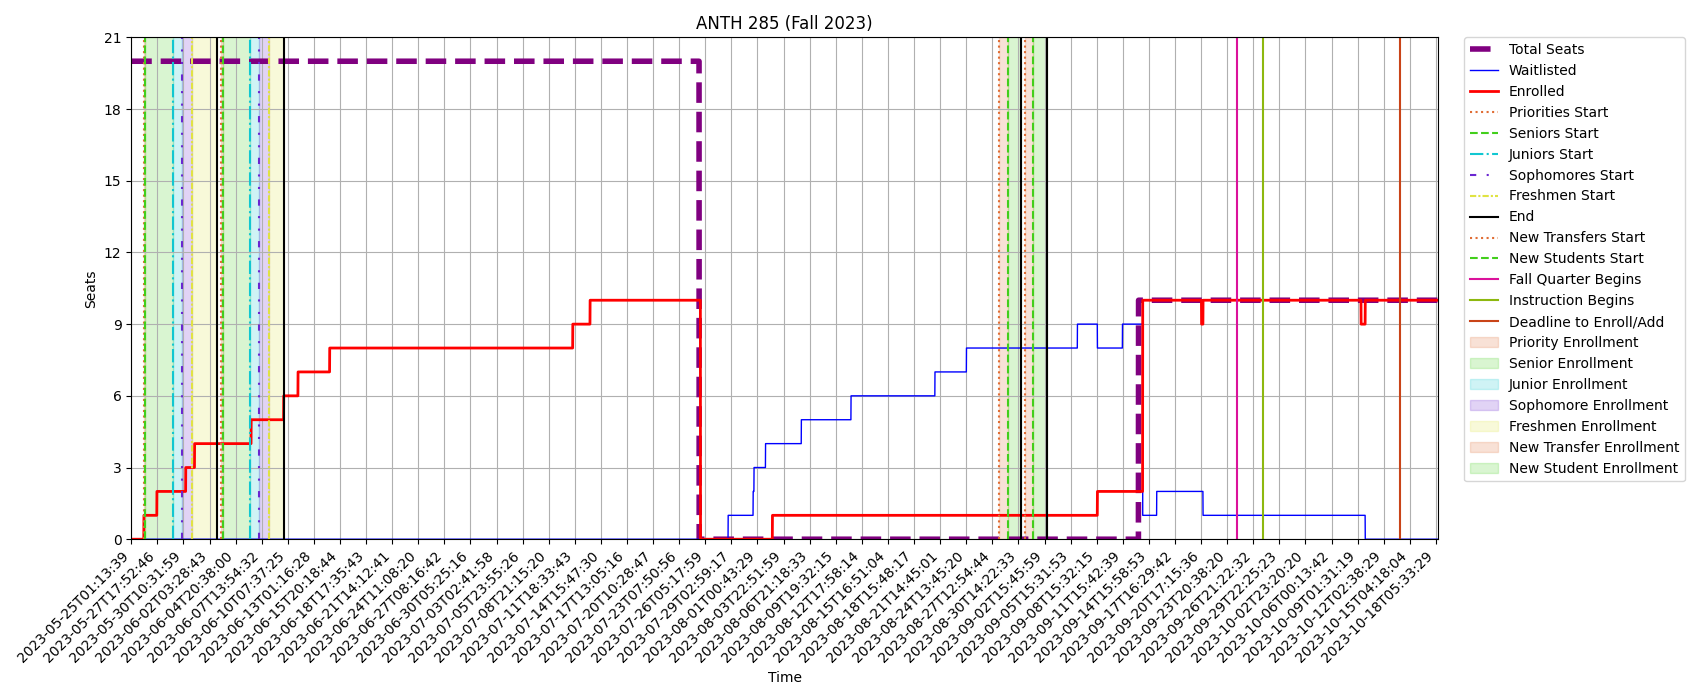 ANTH 285 (Fall 2023)
Seats
21
18
15
12
9
6
3
0
2023-05-25T01:13:39
2023-05-27T17:52:46
2023-05-30T10:31:59
2023-06-02T03:28:43
2023-06-04T20:38:00
2023-06-07T13:54:32
2023-06-10T07:37:25
2023-06-13T01:16:28
2023-06-15T20:18:44
2023-06-18T17:35:43
2023-06-21T14:12:41
2023-06-24T11:08:20
2023-06-27T08:16:42
2023-06-30T05:25:16
2023-07-03T02:41:58
2023-07-05T23:55:26
2023-07-08T21:15:20
2023-07-11T18:33:43
2023-07-14T15:47:30
2023-07-17T13:05:16
2023-07-20T10:28:47
2023-07-23T07:50:56
2023-07-26T05:17:59
2023-07-29T02:59:17
2023-08-01T00:43:29
2023-08-03T22:51:59
2023-08-06T21:18:33
2023-08-09T19:32:15
2023-08-12T17:58:14
2023-08-15T16:51:04
2023-08-18T15:48:17
2023-08-21T14:45:01
2023-08-24T13:45:20
2023-08-27T12:54:44
2023-08-30T14:22:33
2023-09-02T15:45:59
2023-09-05T15:31:53
2023-09-08T15:32:15
2023-09-11T15:42:39
2023-09-14T15:58:53
2023-09-17T16:29:42
2023-09-20T17:15:36
2023-09-23T20:38:20
2023-09-26T21:22:32
2023-09-29T22:25:23
2023-10-02T23:20:20
2023-10-06T00:13:42
2023-10-09T01:31:19
2023-10-12T02:38:29
2023-10-15T04:18:04
2023-10-18T05:33:29
Time
Total Seats
Waitlisted
Enrolled
Priorities Start
Seniors Start
Juniors Start
Sophomores Start
Freshmen Start
End
New Transfers Start
New Students Start
Fall Quarter Begins
Instruction Begins
Deadline to Enroll/Add
Priority Enrollment
Senior Enrollment
Junior Enrollment
Sophomore Enrollment
Freshmen Enrollment
New Transfer Enrollment
New Student Enrollment